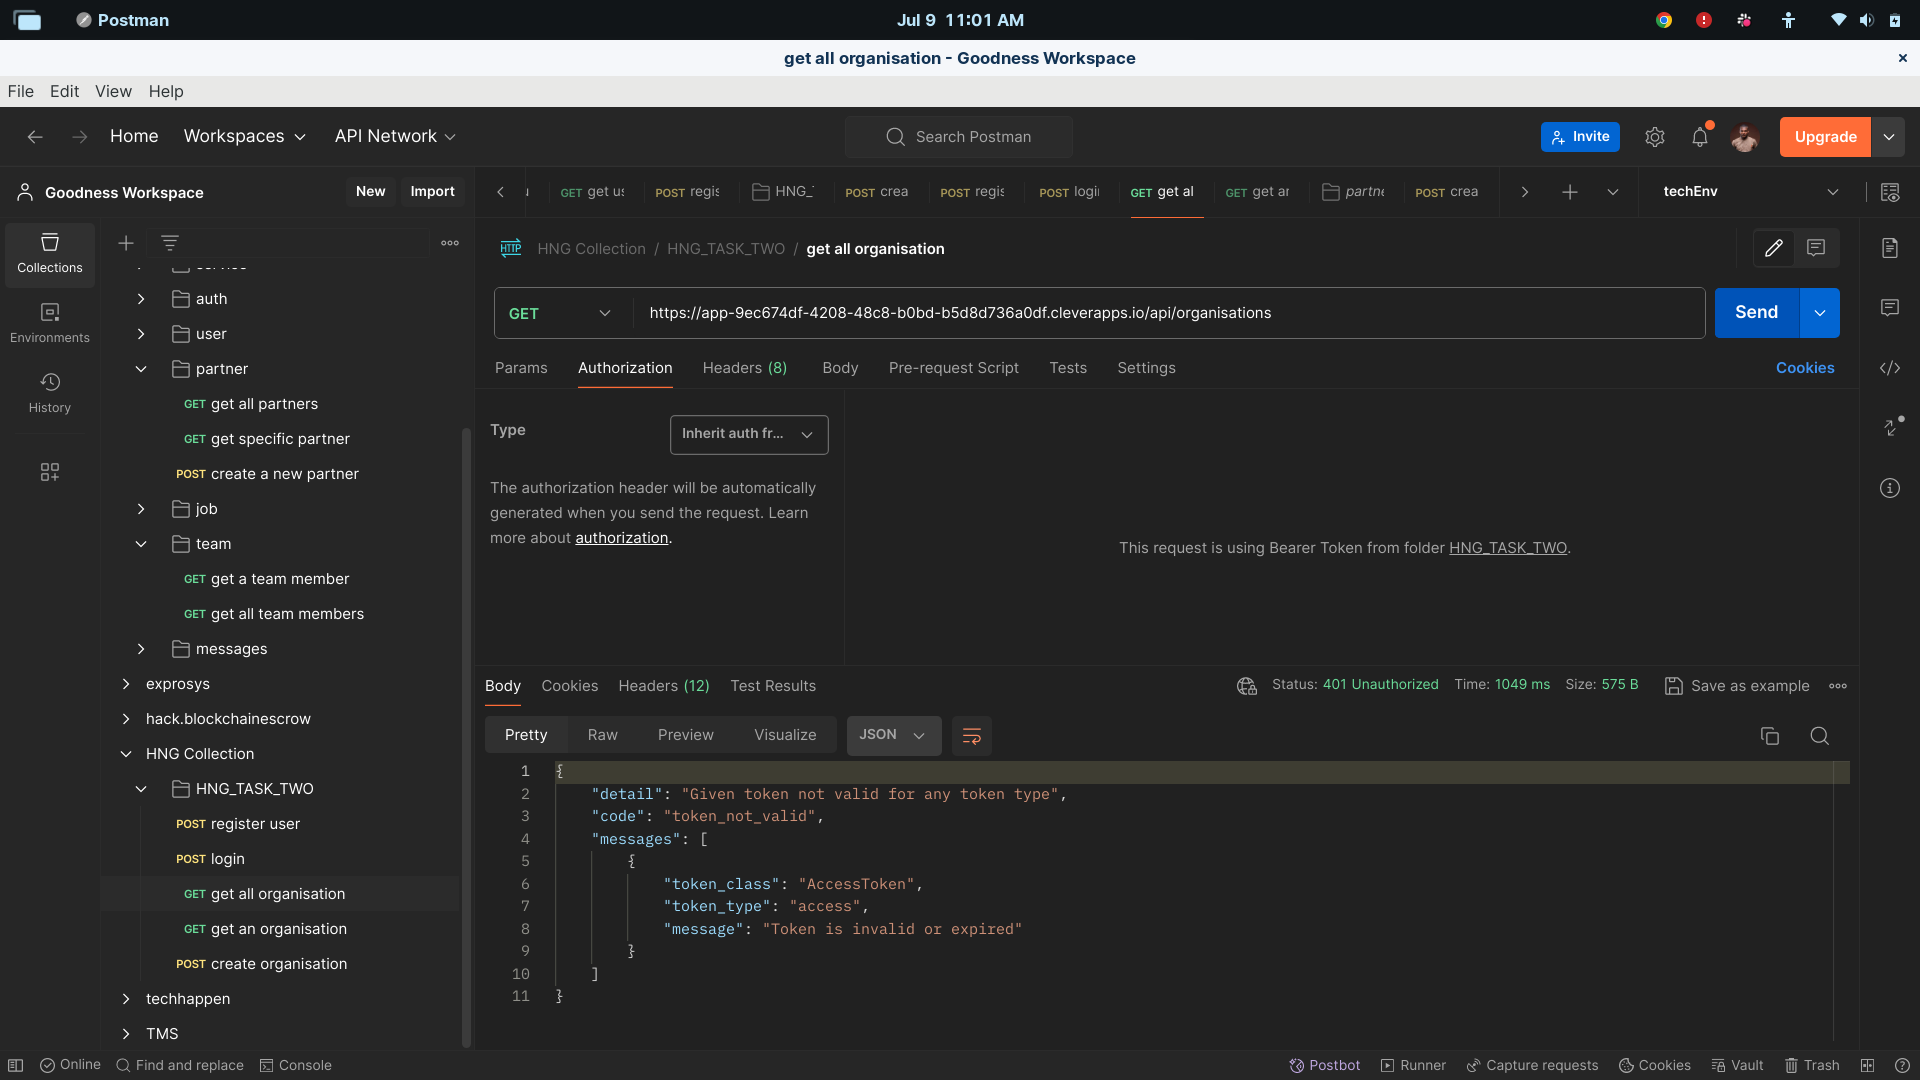 Postman
Jul 9 11:01 AM
get all organisation - Goodness Workspace
×
File Edit View Help
Home Workspaces API Network
Search Postman
Invite
Upgrade
Goodness Workspace
New Import
GET get us
POST regis
HNG_
POST crea
POST regis
POST logi
GET get al
GET get ar
partne
POST crea
techEnv
Collections
Environments
History
auth
user
partner
GET get all partners
GET get specific partner
POST create a new partner
job
team
GET get a team member
GET get all team members
messages
exprosys
hack.blockchainescrow
HNG Collection
HNG_TASK_TWO
POST register user
POST login
GET get all organisation
GET get an organisation
POST create organisation
techhappen
TMS
HTTP HNG Collection / HNG_TASK_TWO / get all organisation
GET https://app-9ec674df-4208-48c8-b0bd-b5d8d736a0df.cleverapps.io/api/organisations
Send
Params Authorization Headers (8) Body Pre-request Script Tests Settings Cookies
Type
Inherit auth fr...
The authorization header will be automatically
generated when you send the request. Learn
more about authorization.
This request is using Bearer Token from folder HNG_TASK_TWO.
Body Cookies Headers (12) Test Results
Status: 401 Unauthorized Time: 1049 ms Size: 575 B Save as example
Pretty Raw Preview Visualize JSON
1 {
2 "detail": "Given token not valid for any token type",
3 "code": "token_not_valid",
4 "messages": [
5 {
6 "token_class": "AccessToken",
7 "token_type": "access",
8 "message": "Token is invalid or expired"
9 }
10 ]
11 }
Online Find and replace Console
Postbot Runner Capture requests Cookies Vault Trash